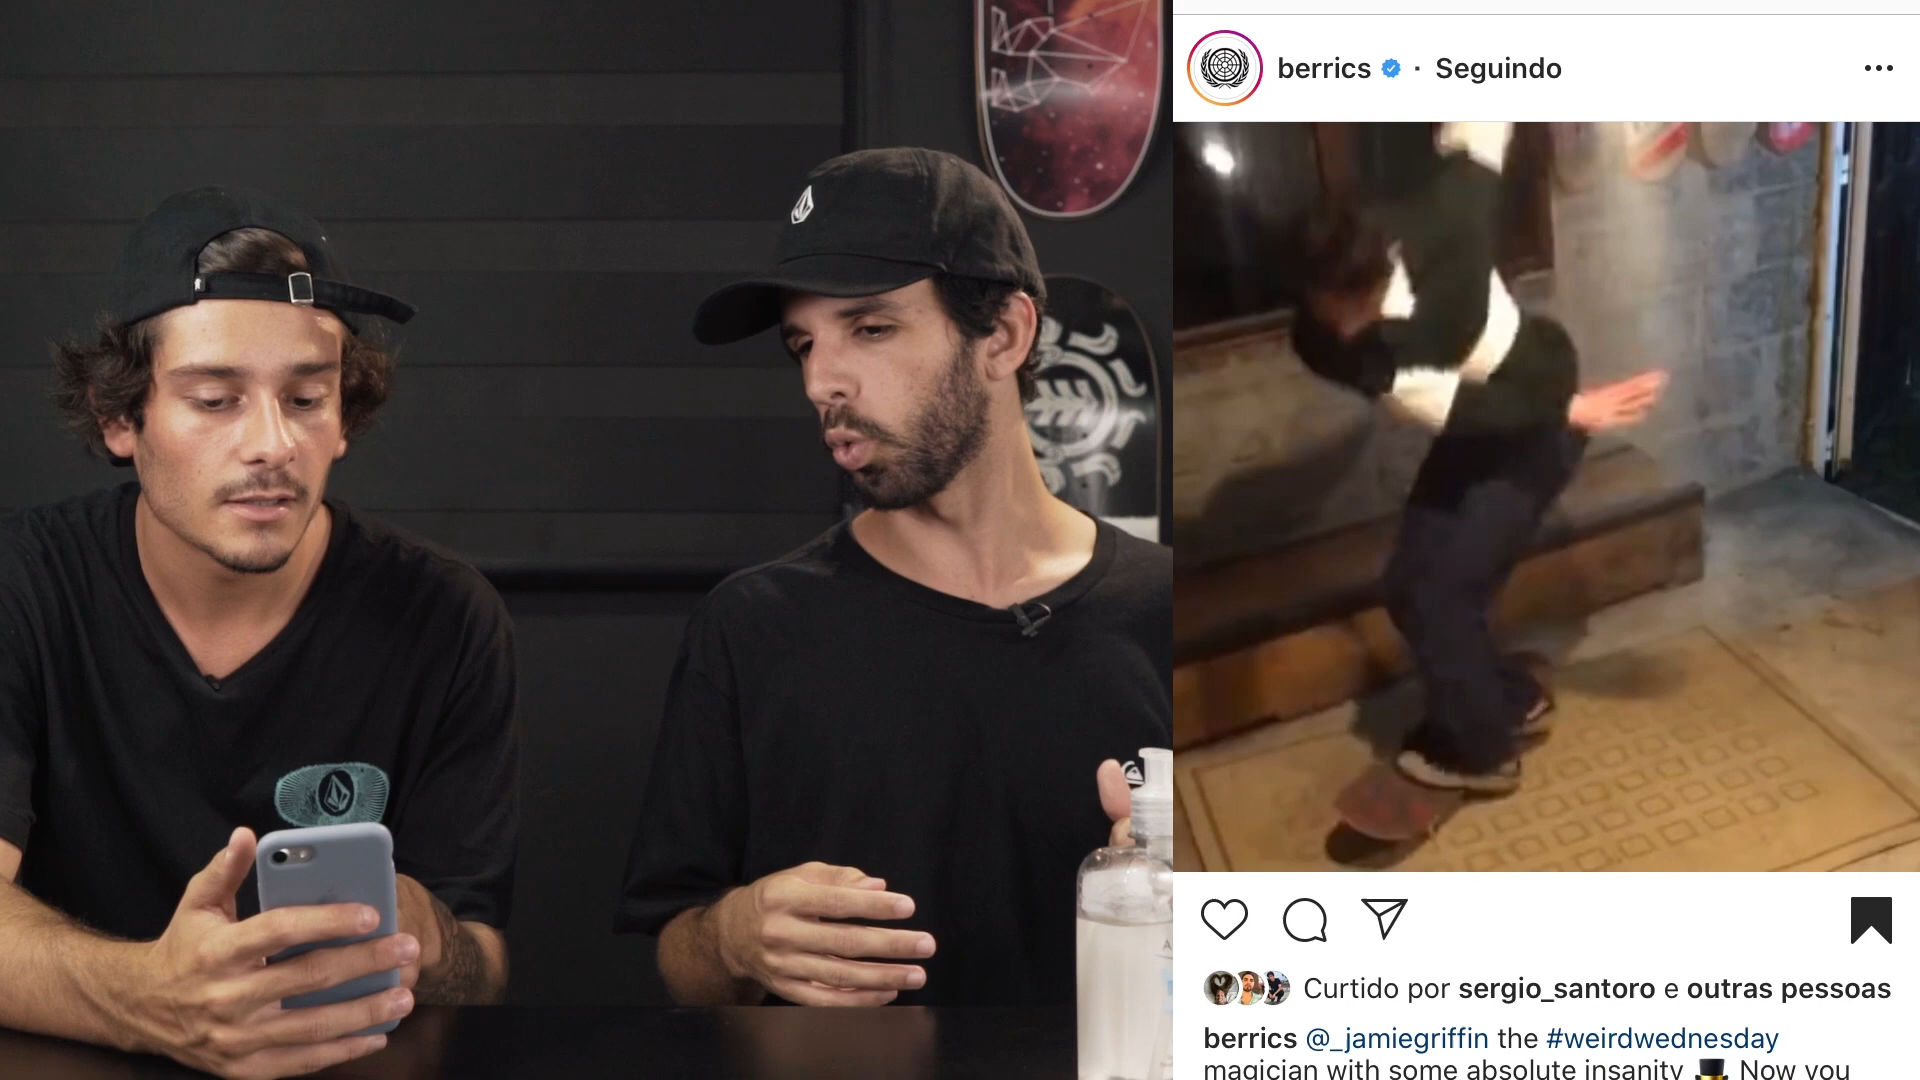 berrics · Seguindo
Curtido por sergio_santoro e outras pessoas
berrics @_jamiegriffin the #weirdwednesday
magician with some absolute insanity 🎩 Now you